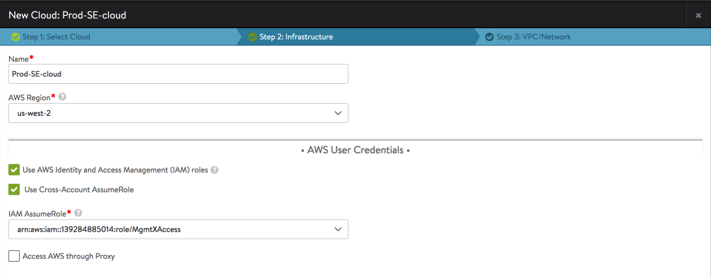 New Cloud: Prod-SE-cloud
Step 1: Select Cloud
Step 2: Infrastructure
Step 3: VPC/Network
Name*
Prod-SE-cloud
AWS Region* ?
us-west-2
• AWS User Credentials •
Use AWS Identity and Access Management (IAM) roles ?
Use Cross-Account AssumeRole
IAM AssumeRole* ?
arn:aws:iam::139284885014:role/MgmtXAccess
Access AWS through Proxy